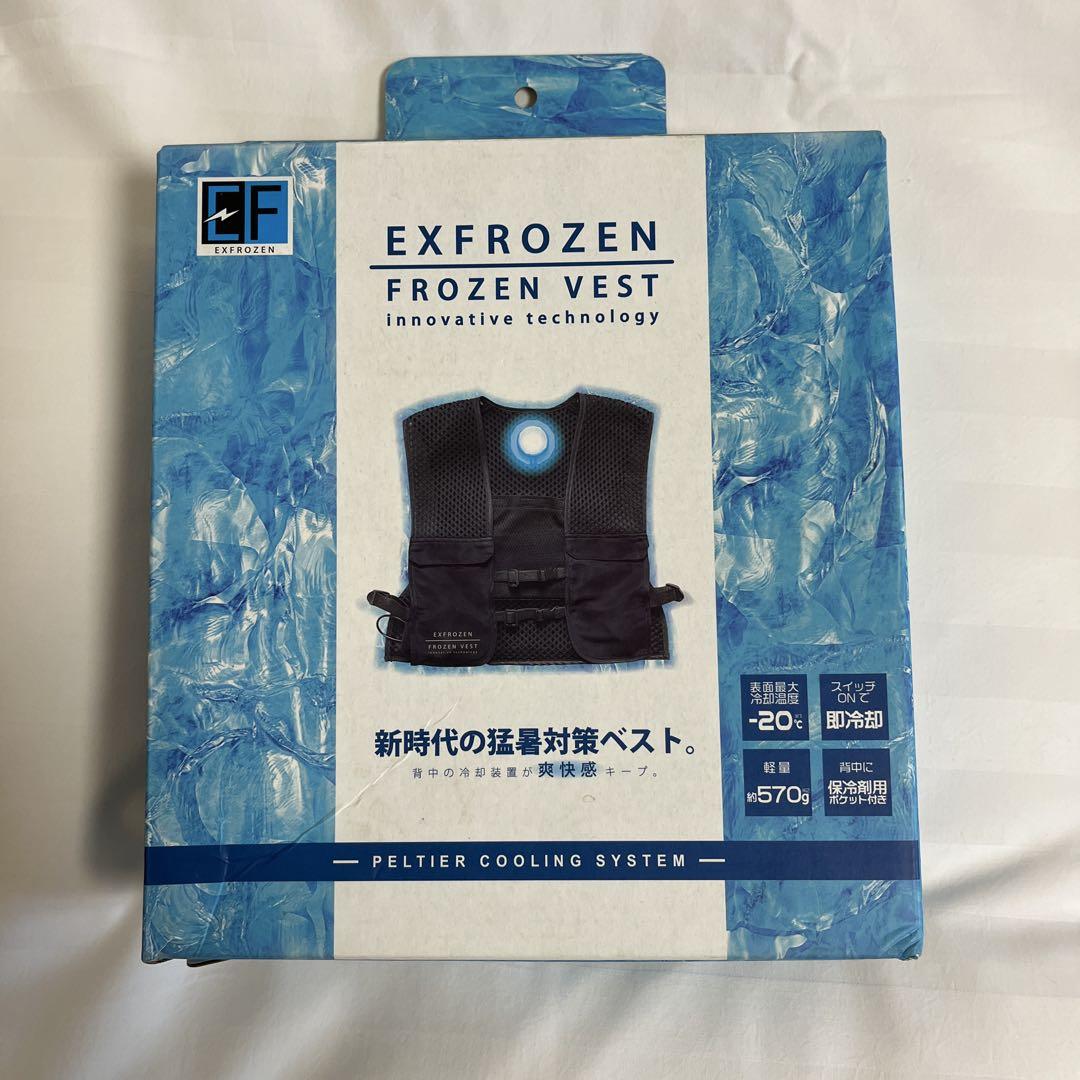 EF
EXFROZEN
EXFROZEN
FROZEN VEST
innovative technology
EXFROZEN
FROZEN VEST
innovative technology
表面最大
冷却温度
-20℃
スイッチ
ONで
即冷却
軽量
約570g
背中に
保冷剤用
ポケット付き
新時代の猛暑対策ベスト。
背中の冷却装置が爽快感キープ。
PELTIER COOLING SYSTEM